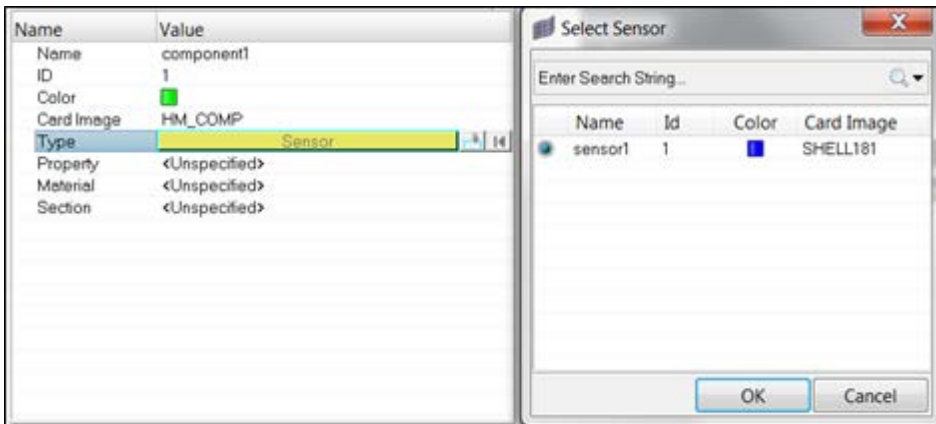 Name Value
Name component1
ID 1
Color
Card Image HM_COMP
Type Sensor
Property <Unspecified>
Material <Unspecified>
Section <Unspecified>
Select Sensor
Enter Search String...
Name Id Color Card Image
sensor1 1 SHELL181
OK Cancel